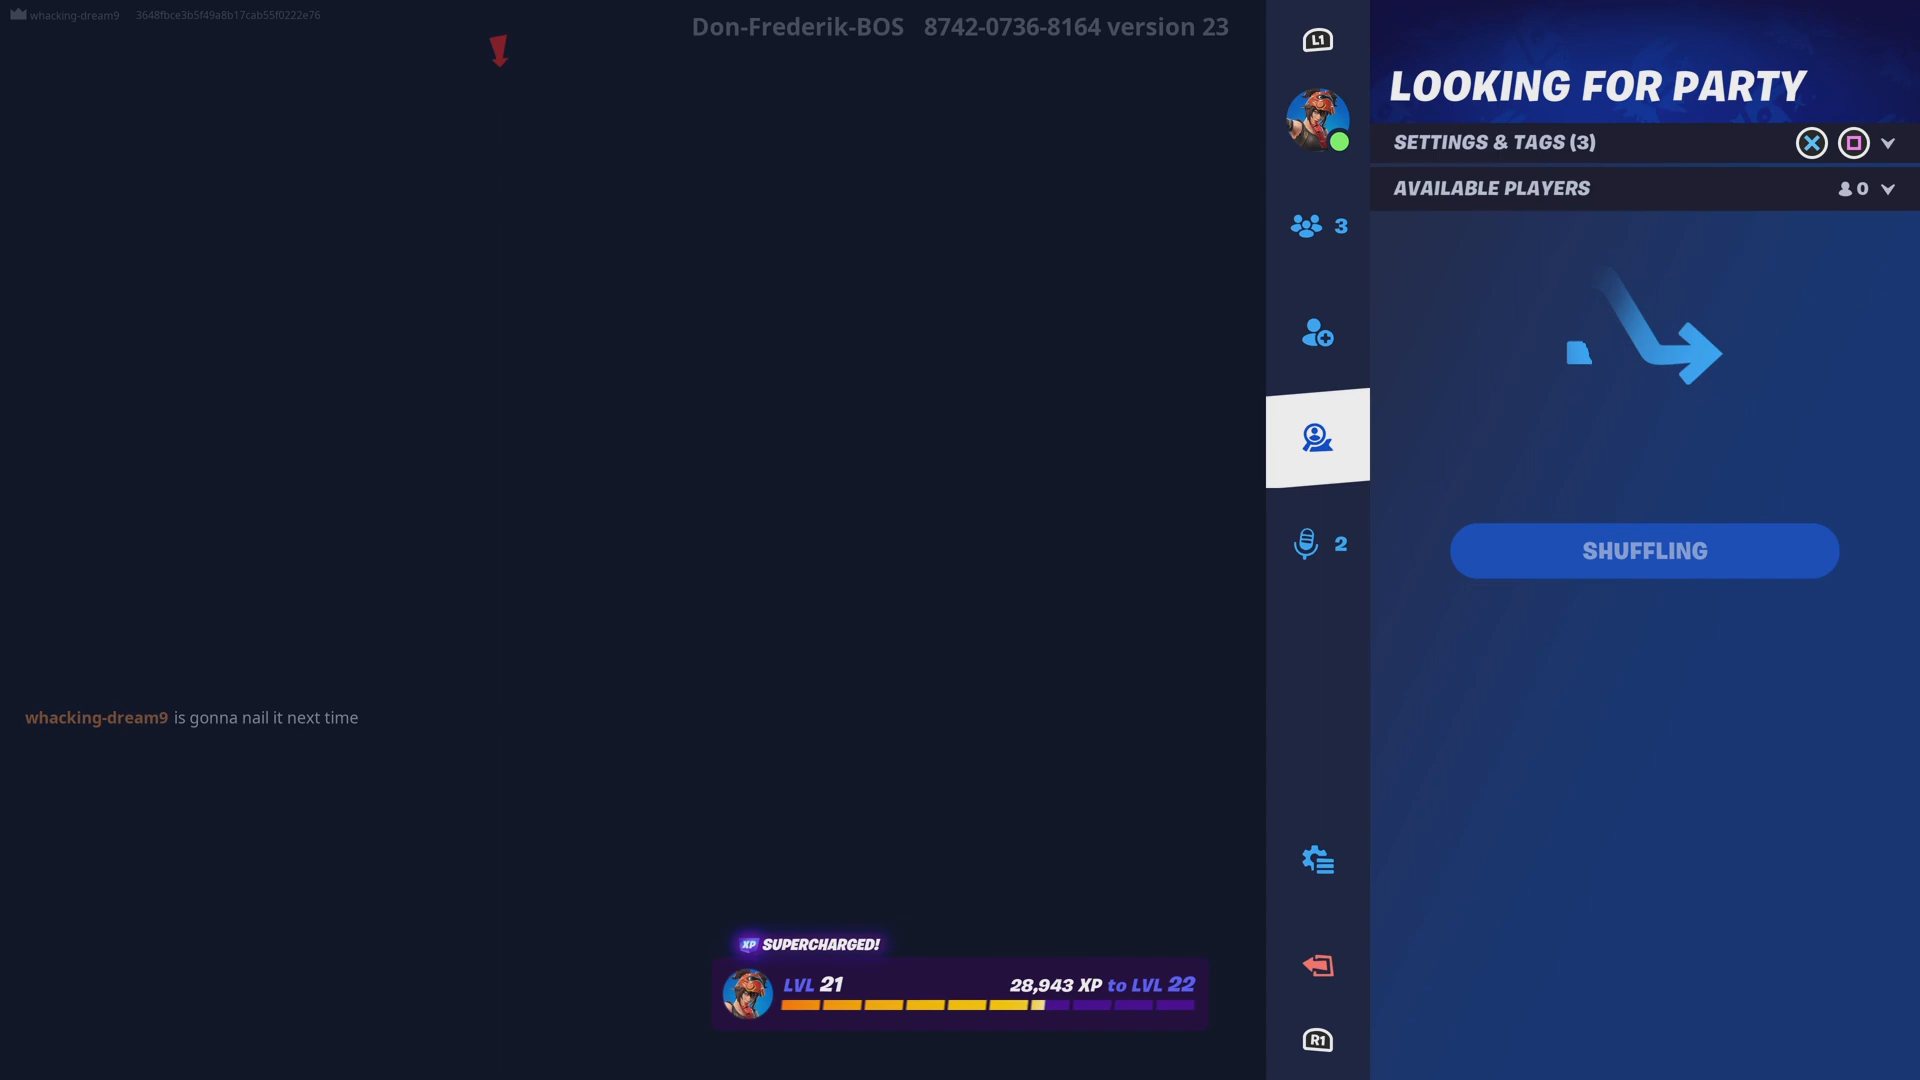 whacking-dream9 3648fbce3b5f49a8b17cab55f0222e76
Don-Frederik-BOS 8742-0736-8164 version 23
L1
LOOKING FOR PARTY
SETTINGS & TAGS (3)
AVAILABLE PLAYERS 0
3
SHUFFLING
2
whacking-dream9 is gonna nail it next time
XP SUPERCHARGED!
LVL 21 28,943 XP to LVL 22
R1